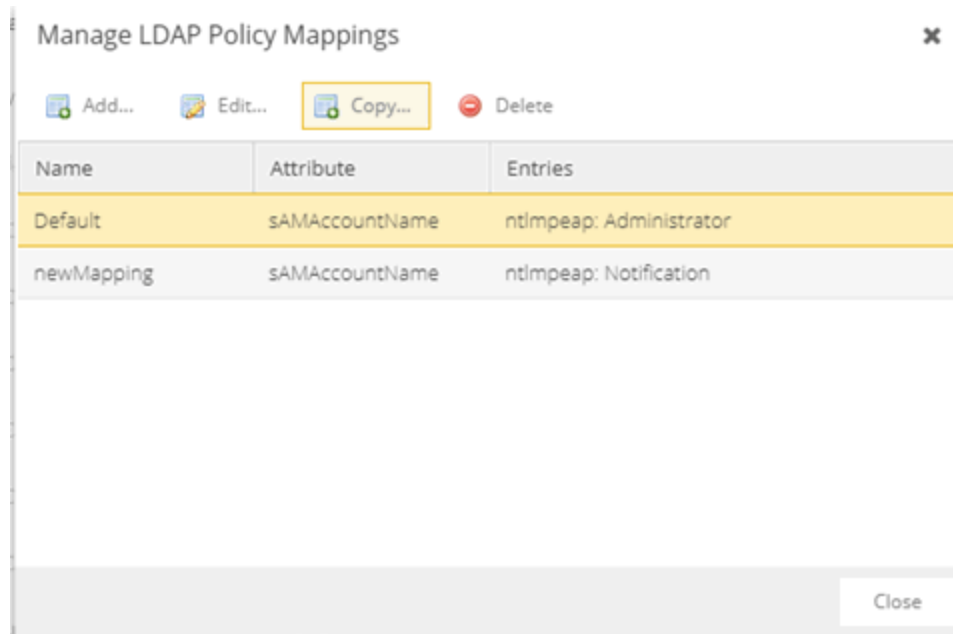 Manage LDAP Policy Mappings
Add... Edit... Copy... Delete
Name Attribute Entries
Default sAMAccountName ntlmpeap: Administrator
newMapping sAMAccountName ntlmpeap: Notification
Close